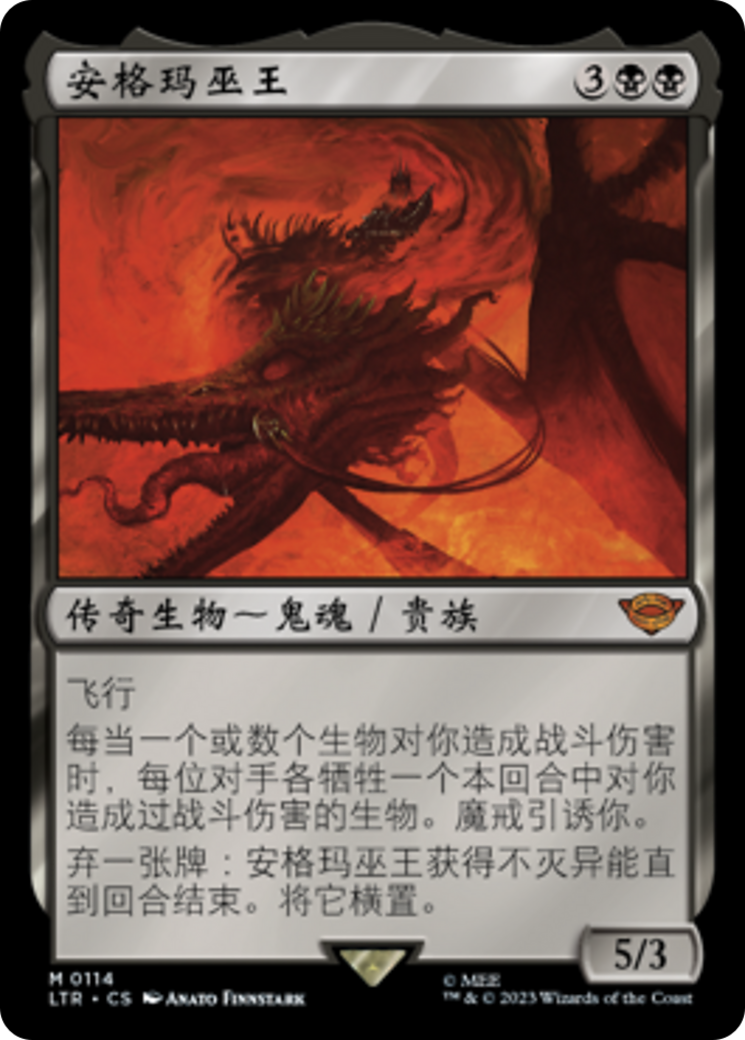 安格玛巫王 3
传奇生物～鬼魂 / 贵族
飞行
每当一个或数个生物对你造成战斗伤害
时，每位对手各牺牲一个本回合中对你
造成过战斗伤害的生物。魔戒引诱你。
弃一张牌：安格玛巫王获得不灭异能直
到回合结束。将它横置。
5/3
M 0114
LTR • CS Anato Finnstark
© MEE
™ & © 2023 Wizards of the Coast